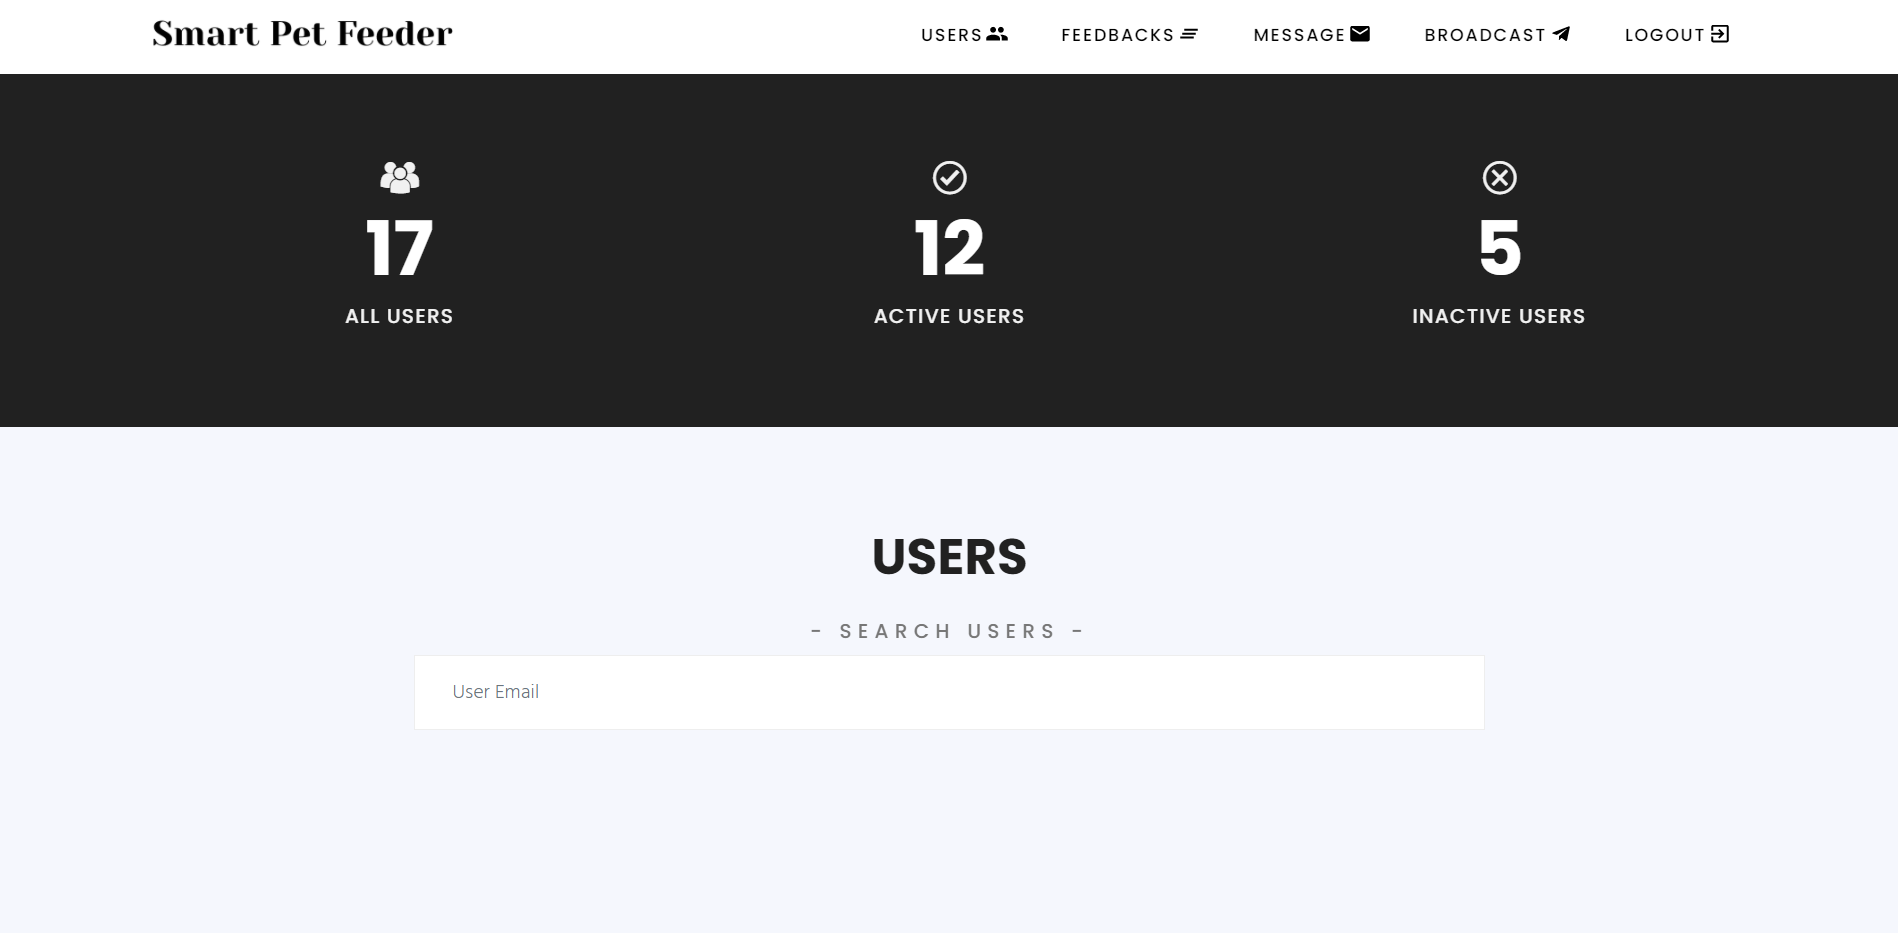 Smart Pet Feeder
USERS
FEEDBACKS
MESSAGE
BROADCAST
LOGOUT
17
ALL USERS
12
ACTIVE USERS
5
INACTIVE USERS
USERS
- SEARCH USERS -
User Email